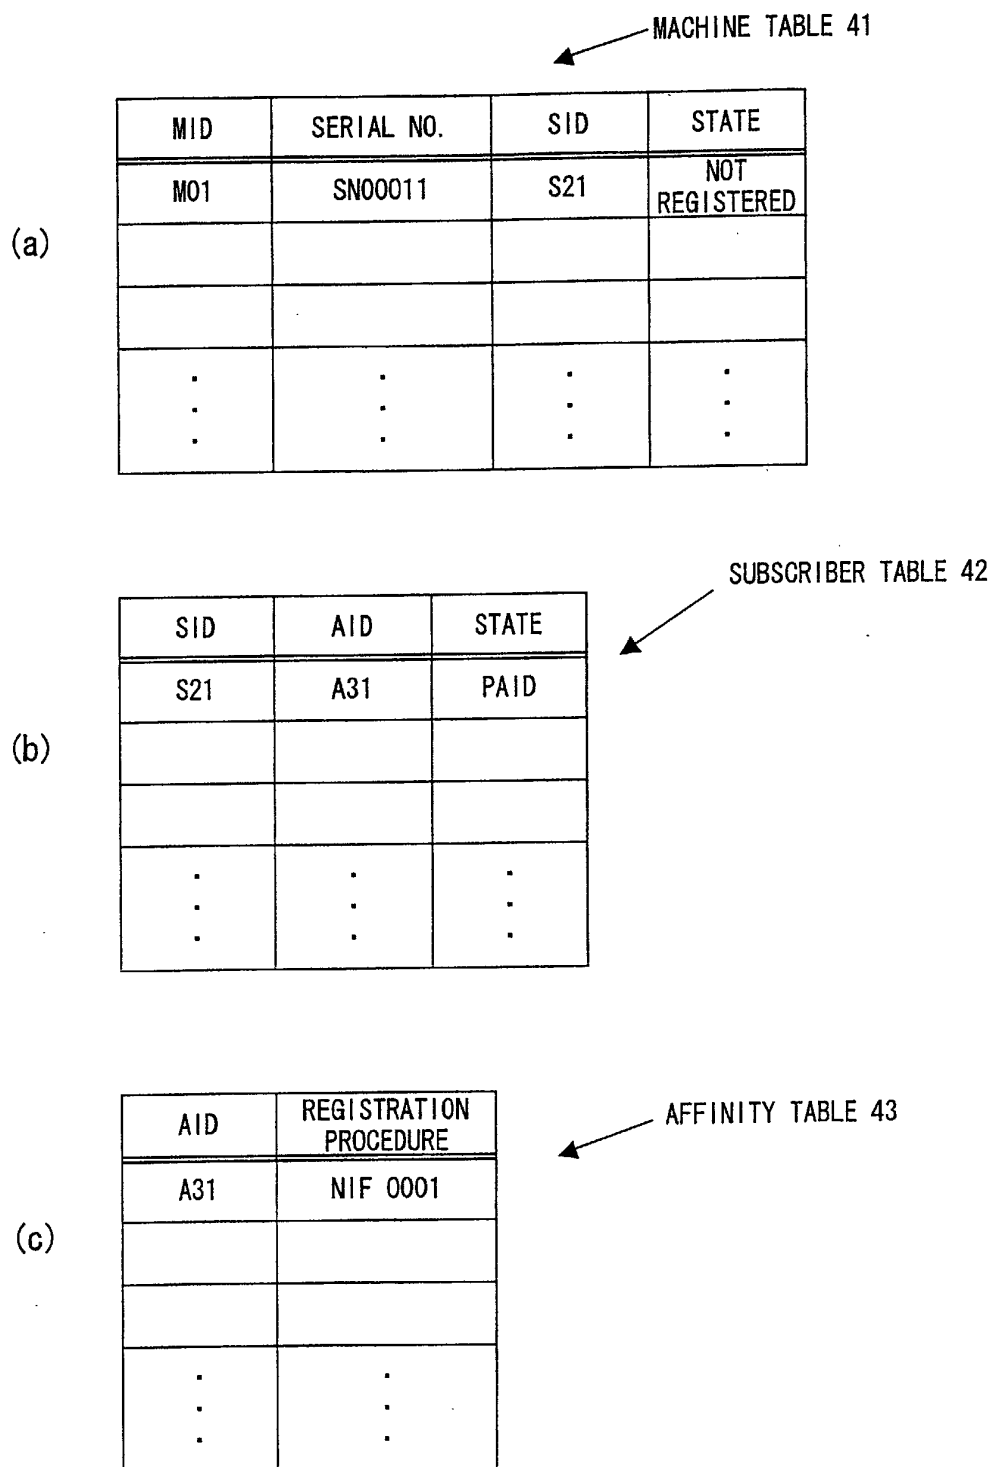 MACHINE TABLE 41
MID SERIAL NO. SID STATE
M01 SN00011 S21 NOT REGISTERED
(a)
SUBSCRIBER TABLE 42
SID AID STATE
S21 A31 PAID
(b)
AFFINITY TABLE 43
AID REGISTRATION PROCEDURE
A31 NIF 0001
(c)